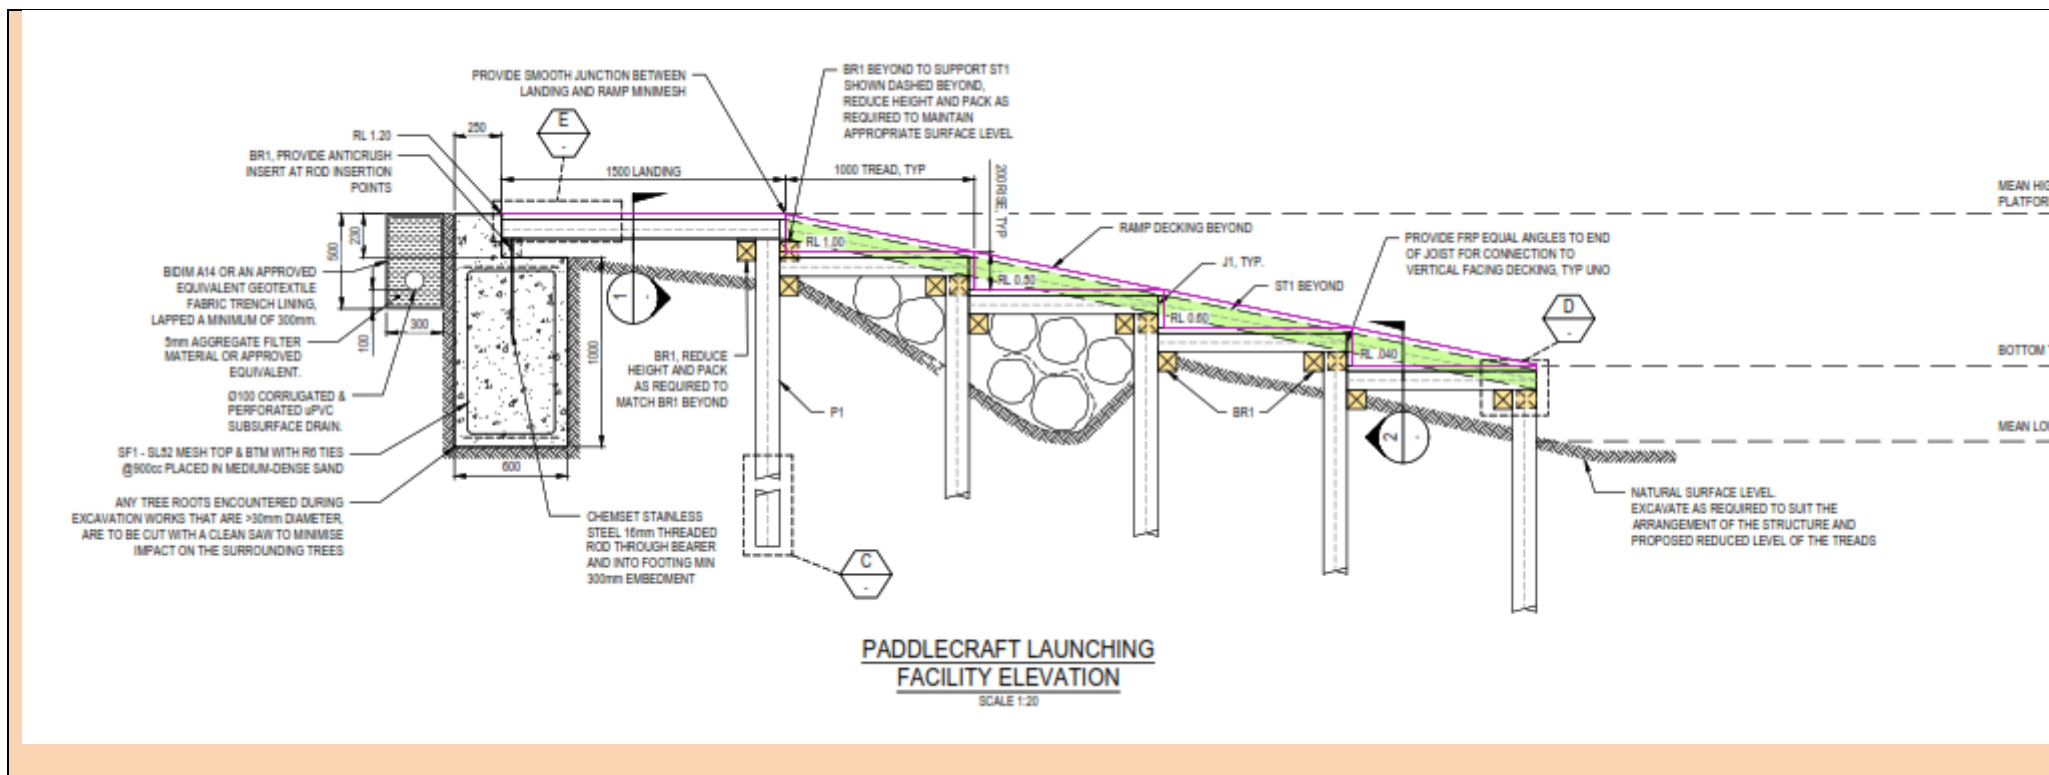 PROVIDE SMOOTH JUNCTION BETWEEN
LANDING AND RAMP MINIMESH
BR1 BEYOND TO SUPPORT ST1
SHOWN DASHED BEYOND,
REDUCE HEIGHT AND PACK AS
REQUIRED TO MAINTAIN
APPROPRIATE SURFACE LEVEL
E
-
250
RL 1.20
BR1, PROVIDE ANTICRUSH
INSERT AT ROD INSERTION
POINTS
1500 LANDING
1000 TREAD, TYP
200 RISE, TYP
MEAN HIG
PLATFOR
RAMP DECKING BEYOND
PROVIDE FRP EQUAL ANGLES TO END
OF JOIST FOR CONNECTION TO
VERTICAL FACING DECKING, TYP UNO
J1, TYP.
ST1 BEYOND
500
230
RL 1.00
RL 0.50
RL 0.60
RL .040
BIDIM A14 OR AN APPROVED
EQUIVALENT GEOTEXTILE
FABRIC TRENCH LINING,
LAPPED A MINIMUM OF 300mm.
1
-
D
-
300
100
1000
5mm AGGREGATE FILTER
MATERIAL OR APPROVED
EQUIVALENT.
BR1, REDUCE
HEIGHT AND PACK
AS REQUIRED TO
MATCH BR1 BEYOND
BOTTOM
Ø100 CORRUGATED &
PERFORATED uPVC
SUBSURFACE DRAIN.
P1
BR1
2
-
MEAN LO
SF1 - SL52 MESH TOP & BTM WITH R6 TIES
@900cc PLACED IN MEDIUM-DENSE SAND
600
ANY TREE ROOTS ENCOUNTERED DURING
EXCAVATION WORKS THAT ARE >30mm DIAMETER,
ARE TO BE CUT WITH A CLEAN SAW TO MINIMISE
IMPACT ON THE SURROUNDING TREES
CHEMSET STAINLESS
STEEL 16mm THREADED
ROD THROUGH BEARER
AND INTO FOOTING MIN
300mm EMBEDMENT
C
-
NATURAL SURFACE LEVEL.
EXCAVATE AS REQUIRED TO SUIT THE
ARRANGEMENT OF THE STRUCTURE AND
PROPOSED REDUCED LEVEL OF THE TREADS
PADDLECRAFT LAUNCHING
FACILITY ELEVATION
SCALE 1:20